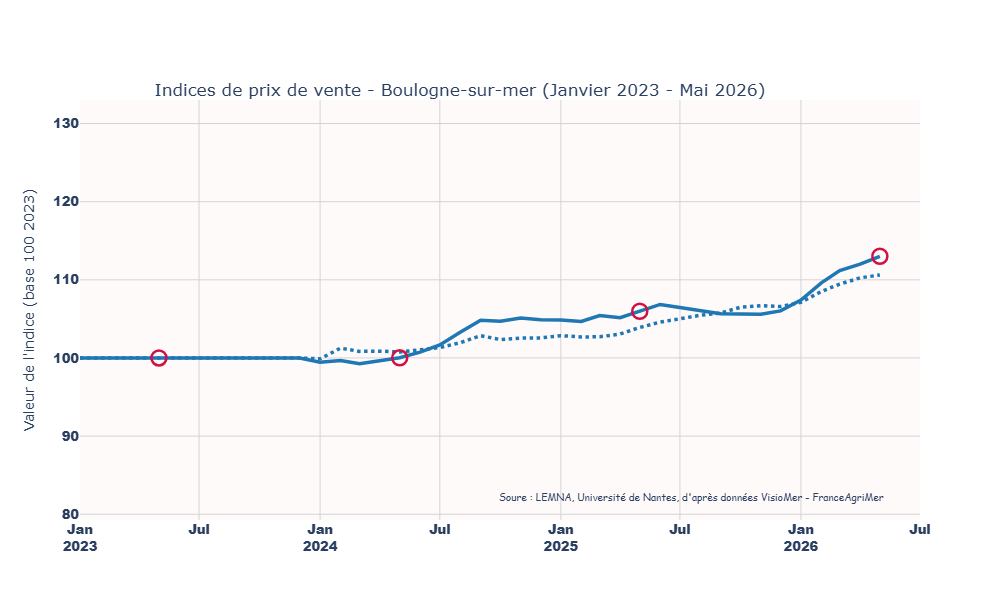 Indices de prix de vente - Boulogne-sur-mer (Janvier 2023 - Mai 2026)
Valeur de l'indice (base 100 2023)
130
120
110
100
90
80
Soure : LEMNA, Université de Nantes, d'après données VisioMer - FranceAgriMer
Jan Jul Jan Jul Jan Jul Jan Jul
2023 2024 2025 2026